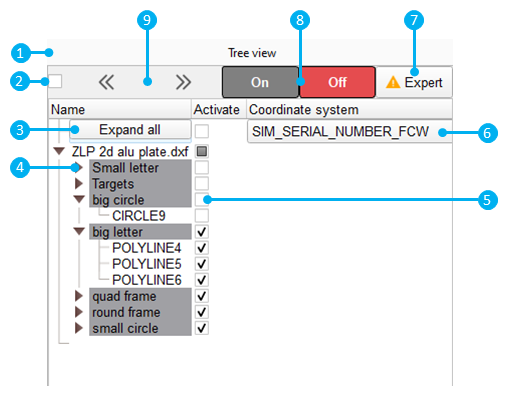 9
8
7
1
Tree view
2
On
Off
Expert
Name
Activate
Coordinate system
3
Expand all
SIM_SERIAL_NUMBER_FCW
6
ZLP 2d alu plate.dxf
4
Small letter
Targets
big circle
5
CIRCLE9
big letter
POLYLINE4
POLYLINE5
POLYLINE6
quad frame
round frame
small circle